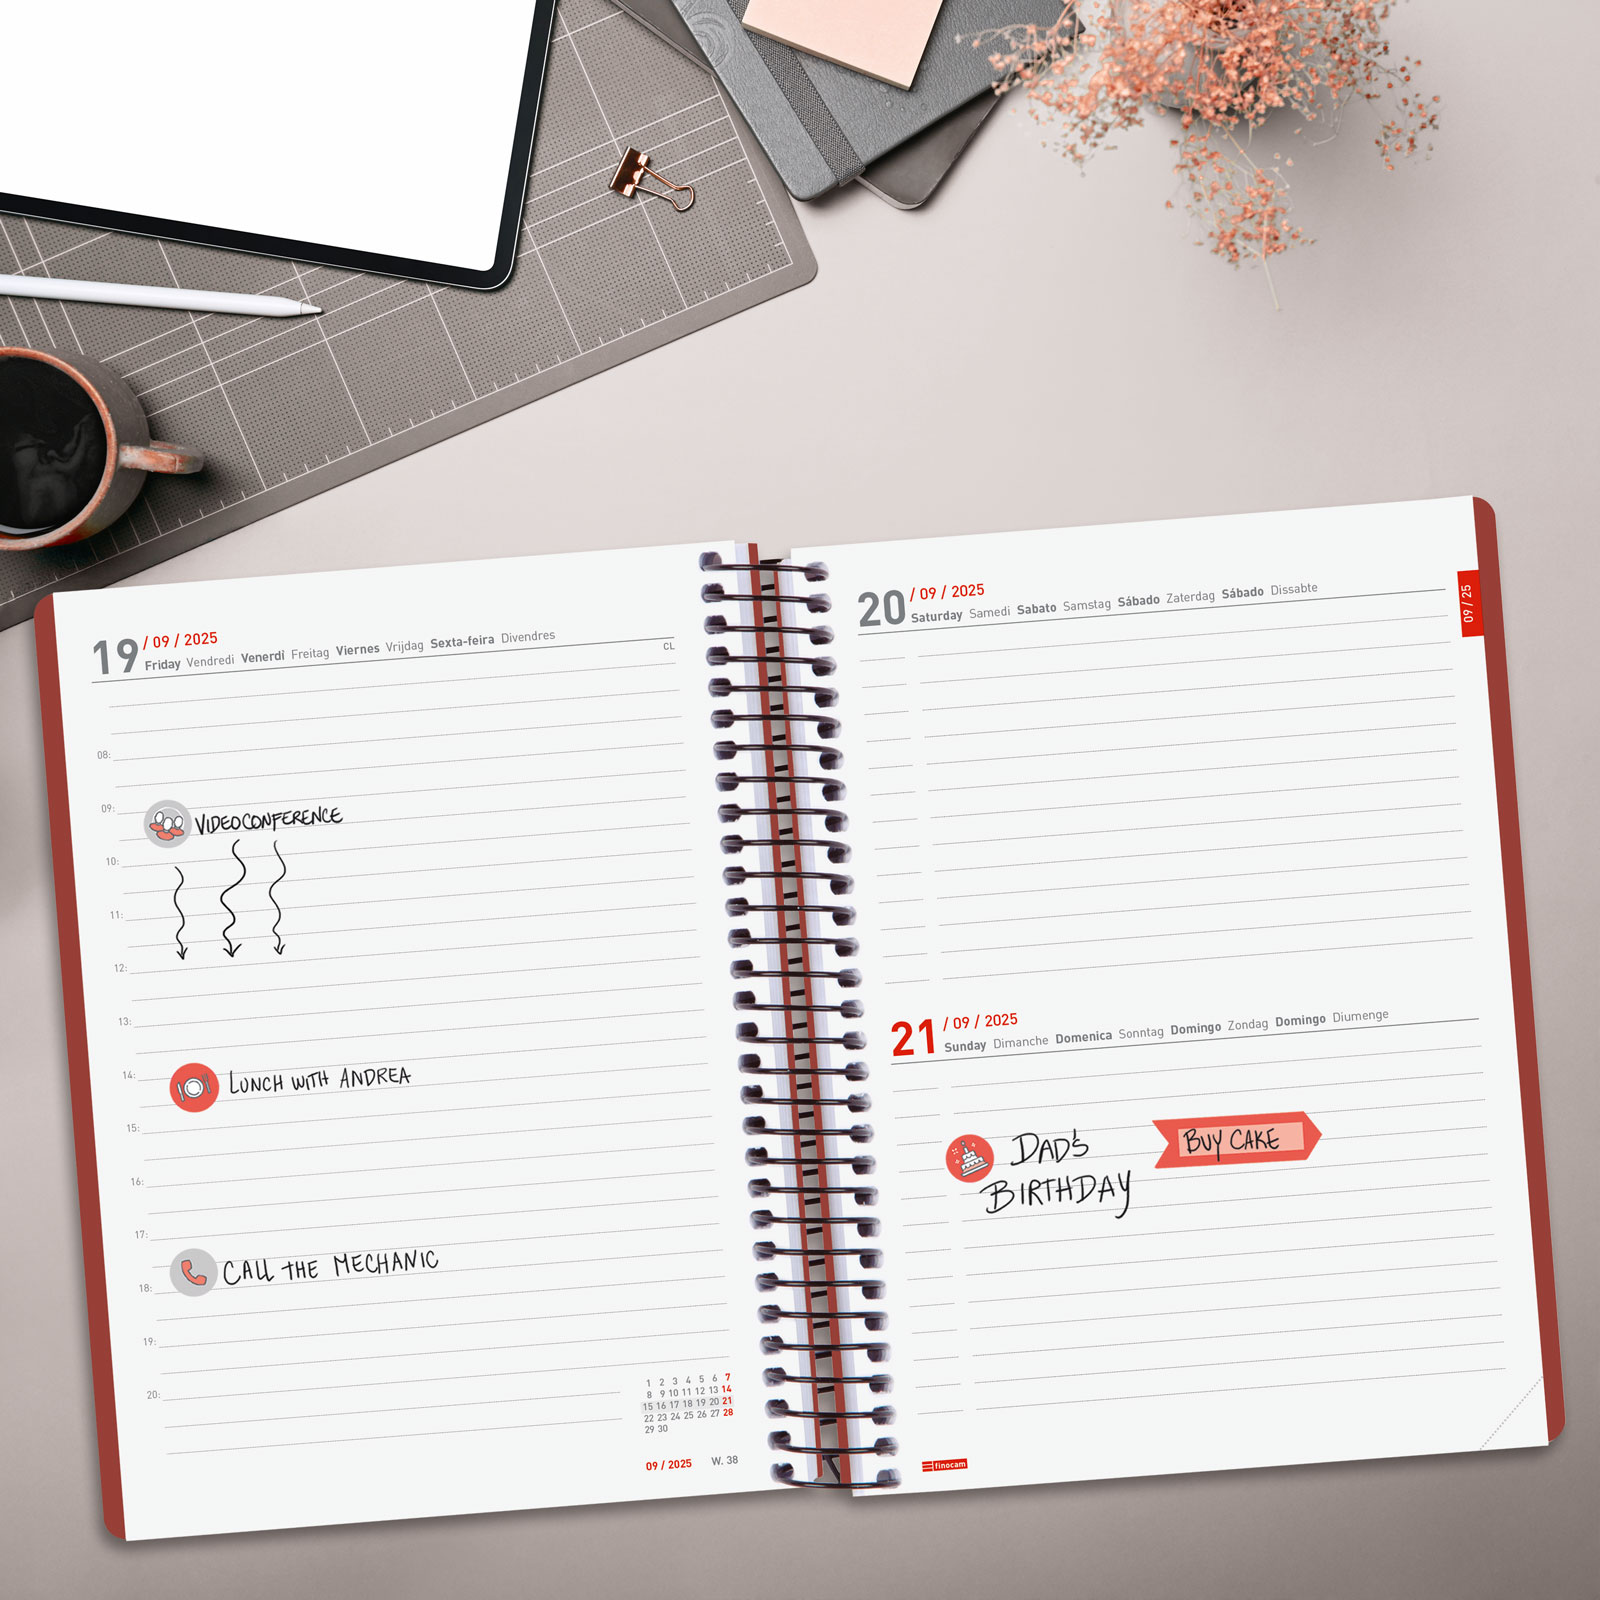 19 / 09 / 2025
Friday Vendredi Venerdì Freitag Viernes Vrijdag Sexta-feira Divendres
CL
08:
09:
VIDEOCONFERENCE
10:
11:
12:
13:
14:
LUNCH WITH ANDREA
15:
16:
17:
CALL THE MECHANIC
18:
19:
20:
1 2 3 4 5 6 7
8 9 10 11 12 13 14
15 16 17 18 19 20 21
22 23 24 25 26 27 28
29 30
09 / 2025 W. 38
20 / 09 / 2025
Saturday Samedi Sabato Samstag Sábado Zaterdag Sábado Dissabte
09 / 25
21 / 09 / 2025
Sunday Dimanche Domenica Sonntag Domingo Zondag Domingo Diumenge
DAD'S
BIRTHDAY
BUY CAKE
finocam